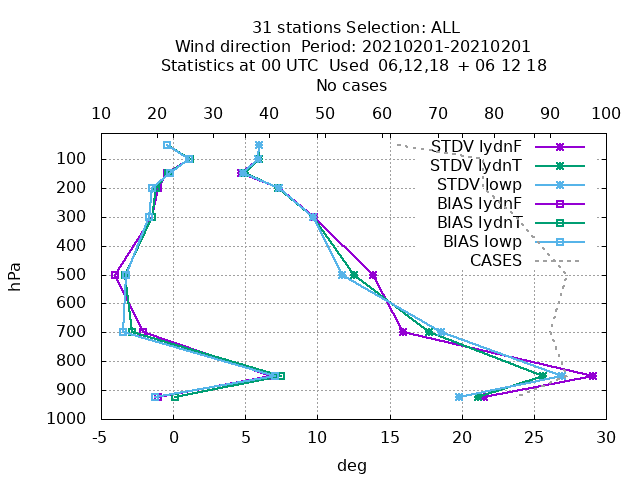 31 stations Selection: ALL
Wind direction  Period: 20210201-20210201
Statistics at 00 UTC  Used  06,12,18  + 06 12 18
No cases
10 20 30 40 50 60 70 80 90 100
STDV lydnF
STDV lydnT
STDV lowp
BIAS lydnF
BIAS lydnT
BIAS lowp
CASES
hPa
100
200
300
400
500
600
700
800
900
1000
-5 0 5 10 15 20 25 30
deg